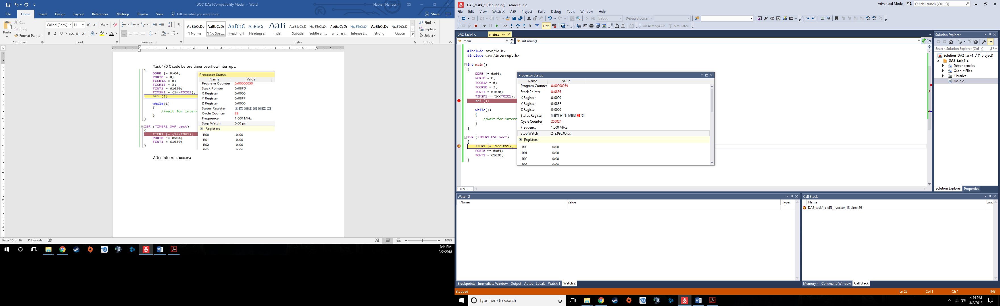 DOC_DA2 [Compatibility Mode] - Word
Nathan Hanuscin
File Home Insert Design Layout References Mailings Review View Tell me what you want to do
Share
Paste
Cut
Copy
Format Painter
Clipboard
Calibri (Body) 11
Font
Paragraph
AaBbCcDc AaBbCcDc AaBbC AaBbCcI AaB AaBbCcD AaBbCcDc AaBbCcDc AaBbCcDc AaBbCcDc AaBbCcDc
¶ Normal ¶ No Spac... Heading 1 Heading 2 Title Subtitle Subtle Em... Emphasis Intense E... Strong Quote
Styles
Find
Replace
Select
Editing
Task 4/D C code before timer overflow interrupt:
{
DDRB |= 0x04;
PORTB = 0;
TCCR1A = 0;
TCCR1B = 3;
TCNT1 = 61630;
TIMSK1 = (1<<TOIE1);
sei ();
while(1)
{
//wait for interr
}
}
ISR (TIMER1_OVF_vect)
{
TIFR1 |= (1<<TOV1);
PORTB ^= 0x04;
TCNT1 = 61630;
}
Processor Status
Name Value
Program Counter 0x00000050
Stack Pointer 0x08FD
X Register 0x0000
Y Register 0x08FF
Z Register 0x0000
Status Register I T H S V N Z C
Cycle Counter 29
Frequency 1.000 MHz
Stop Watch 0.00 µs
Registers
R00 0x00
R01 0x00
R02 0x00
After interrupt occurs:
Page 15 of 16 314 words
100%
4:44 PM
3/2/2018
DA2_task4_c (Debugging) - AtmelStudio
Advanced Mode 2 Quick Launch (Ctrl+Q)
File Edit View VAssistX ASF Project Build Debug Tools Window Help
Debug Debug Browser
Hex ATmega328 Simulator
DA2_task4_c main.c
main int main() Go
#include <avr/io.h>
#include <avr/interrupt.h>
int main()
{
DDRB |= 0x04;
PORTB = 0;
TCCR1A = 0;
TCCR1B = 3;
TCNT1 = 61630;
TIMSK1 = (1<<TOIE1);
sei ();
while(1)
{
//wait for interr
}
}
ISR (TIMER1_OVF_vect)
{
TIFR1 |= (1<<TOV1);
PORTB ^= 0x04;
TCNT1 = 61630;
}
Processor Status
Name Value
Program Counter 0x00000059
Stack Pointer 0x08F6
X Register 0x0000
Y Register 0x08FF
Z Register 0x0000
Status Register I T H S V N Z C
Cycle Counter 250024
Frequency 1.000 MHz
Stop Watch 249,995.00 µs
Registers
R00 0x00
R01 0x00
R02 0x00
R03 0x00
100 %
Solution Explorer
Search Solution Explorer (Ctrl+;)
Solution 'DA2_task4_c' (1 project)
DA2_task4_c
Dependencies
Output Files
Libraries
main.c
Solution Explorer Properties
Watch 2
Name Value Type
Breakpoints Immediate Window Output Autos Locals Watch 1 Watch 2
Call Stack
Name Lang
DA2_task4_c.elf! __vector_13 Line: 29
Memory 4 Command Window Call Stack
Stopped Ln 29 Col 1 Ch 1 INS
Type here to search
4:44 PM
3/2/2018